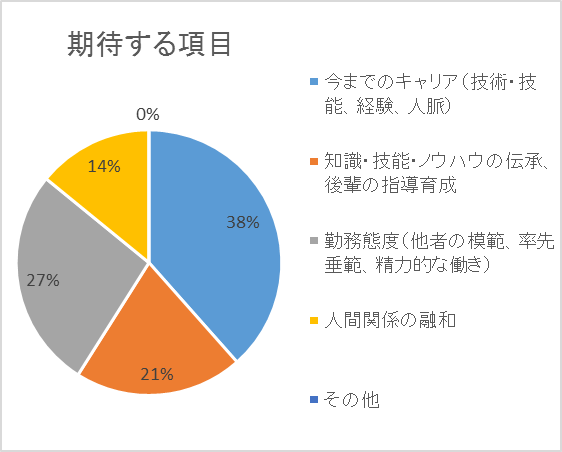 期待する項目
0%
14%
38%
27%
21%
今までのキャリア（技術・技
能、経験、人脈）
知識・技能・ノウハウの伝承、
後輩の指導育成
勤務態度（他者の模範、率先
垂範、精力的な働き）
人間関係の融和
その他